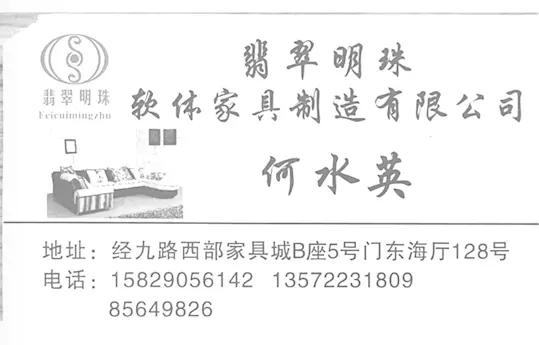 翡翠明珠
Feicuimingzhu
翡翠明珠
软体家具制造有限公司
何水英
地址：经九路西部家具城B座5号门东海厅128号
电话：15829056142 13572231809
85649826